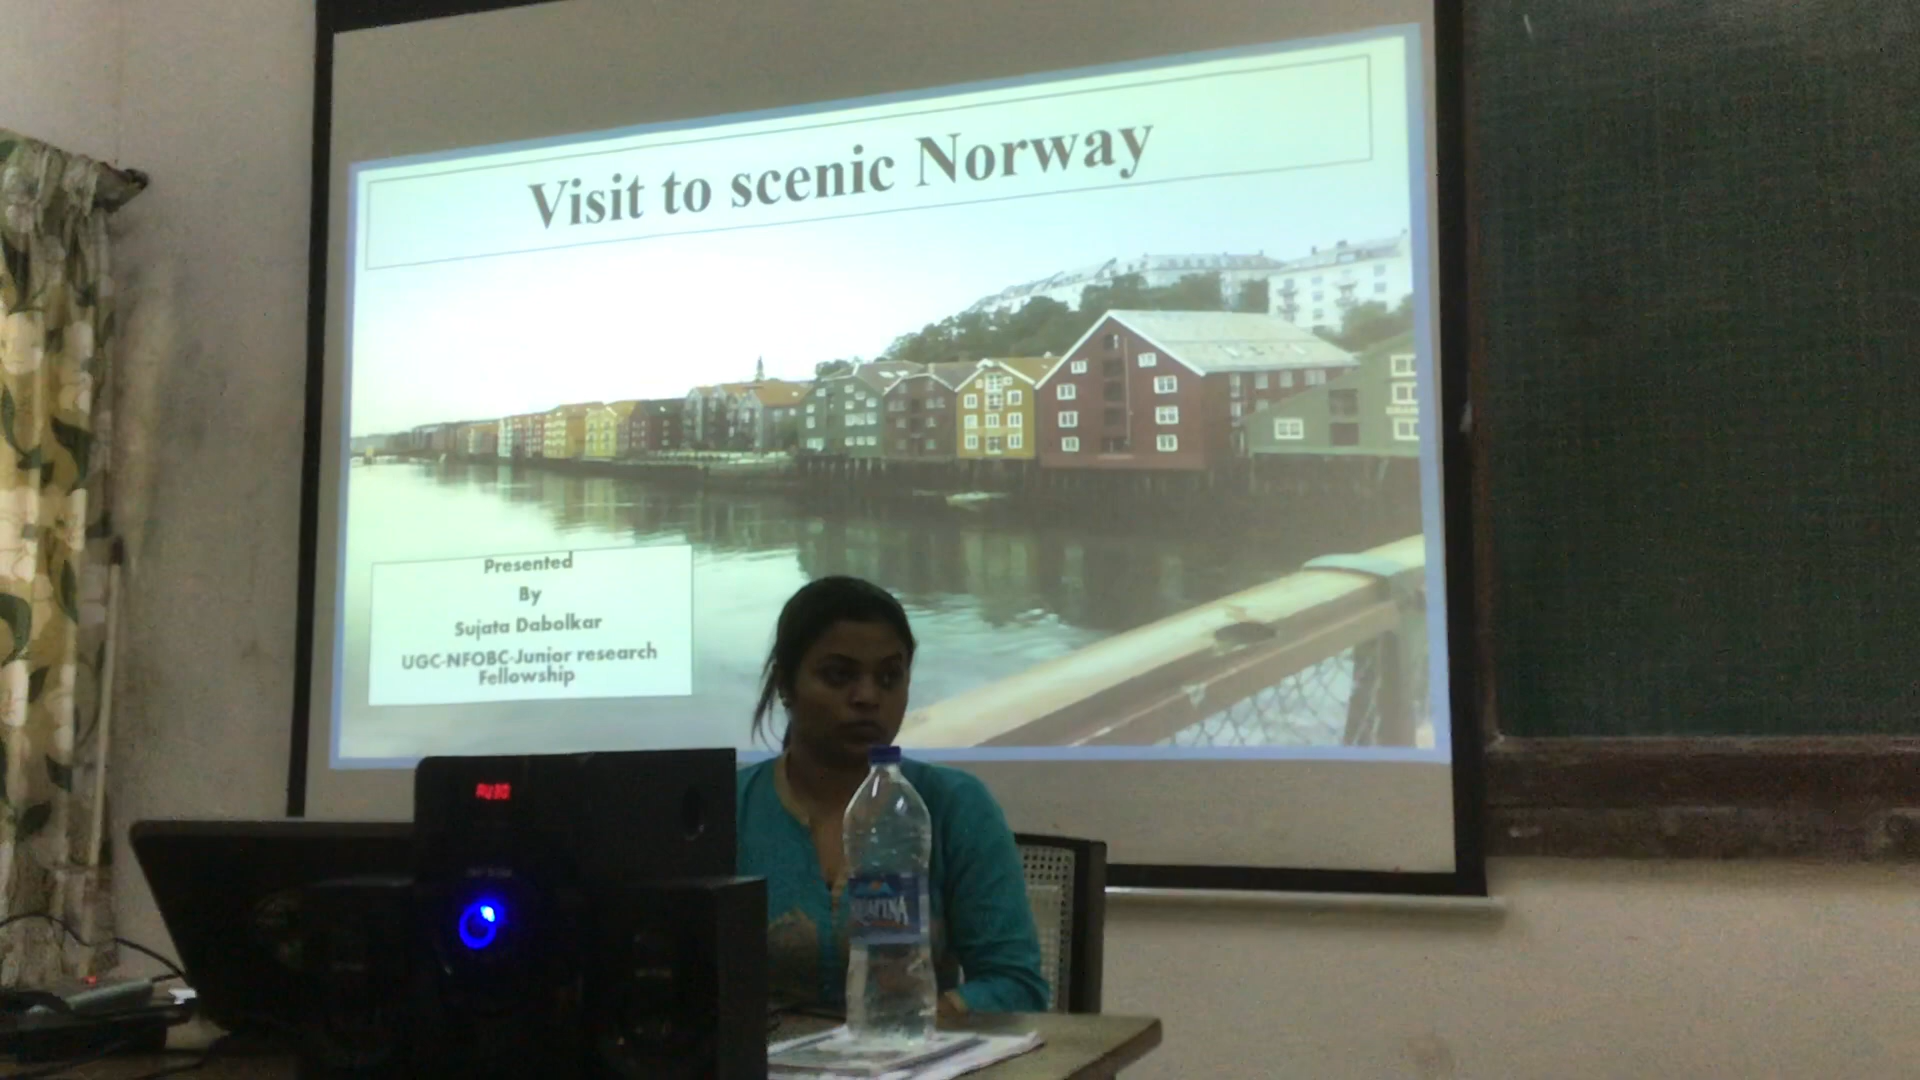 Visit to scenic Norway
Presented
By
Sujata Dabolkar
UGC-NFOBC-Junior research
Fellowship